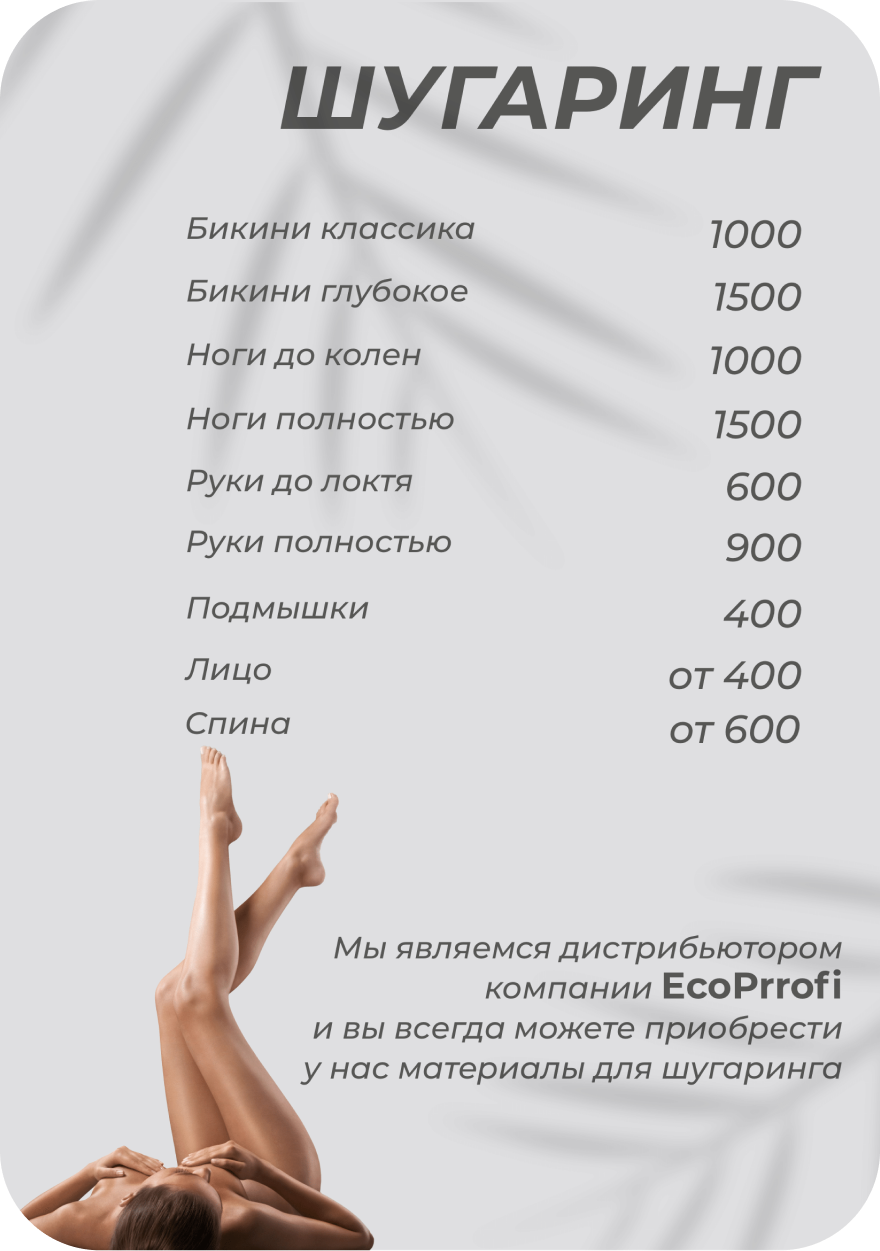 ШУГАРИНГ
Бикини классика 1000
Бикини глубокое 1500
Ноги до колен 1000
Ноги полностью 1500
Руки до локтя 600
Руки полностью 900
Подмышки 400
Лицо от 400
Спина от 600
Мы являемся дистрибьютором
компании EcoPrrofi
и вы всегда можете приобрести
у нас материалы для шугаринга